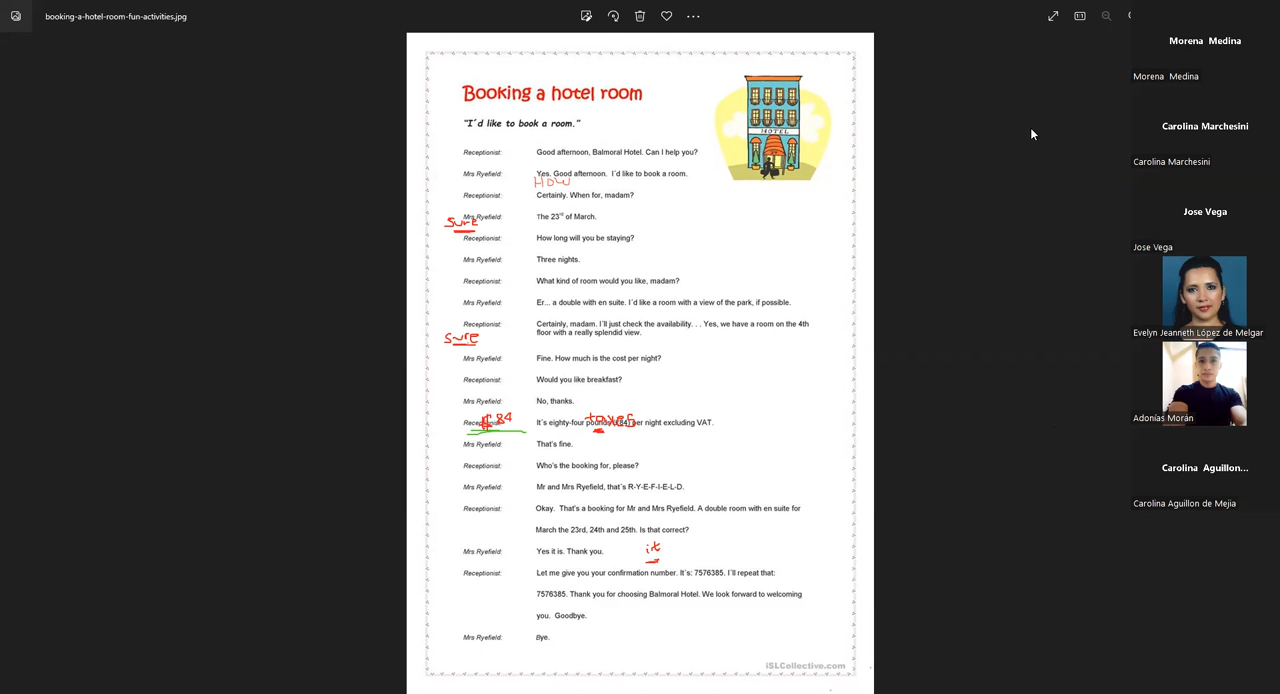 booking-a-hotel-room-fun-activities.jpg
Booking a hotel room
"I´d like to book a room."
HOTEL
Receptionist: Good afternoon, Balmoral Hotel. Can I help you?
Mrs Ryefield: Yes. Good afternoon. I´d like to book a room.
HOW
Receptionist: Certainly. When for, madam?
Mrs Ryefield: The 23rd of March.
SurE
Receptionist: How long will you be staying?
Mrs Ryefield: Three nights.
Receptionist: What kind of room would you like, madam?
Mrs Ryefield: Er... a double with en suite. I´d like a room with a view of the park, if possible.
Receptionist: Certainly, madam. I´ll just check the availability. . . Yes, we have a room on the 4th
floor with a really splendid view.
SurE
Mrs Ryefield: Fine. How much is the cost per night?
Receptionist: Would you like breakfast?
Mrs Ryefield: No, thanks.
$84 taxES
Receptionist: It´s eighty-four pounds (£84) per night excluding VAT.
Mrs Ryefield: That´s fine.
Receptionist: Who's the booking for, please?
Mrs Ryefield: Mr and Mrs Ryefield, that´s R-Y-E-F-I-E-L-D.
Receptionist: Okay. That´s a booking for Mr and Mrs Ryefield. A double room with en suite for
March the 23rd, 24th and 25th. Is that correct?
Mrs Ryefield: Yes it is. Thank you.
it
Receptionist: Let me give you your confirmation number. It´s: 7576385. I´ll repeat that:
7576385. Thank you for choosing Balmoral Hotel. We look forward to welcoming
you. Goodbye.
Mrs Ryefield: Bye.
iSLCollective.com
Morena Medina
Morena Medina
Carolina Marchesini
Carolina Marchesini
Jose Vega
Jose Vega
Evelyn Jeanneth López de Melgar
Adonías Morán
Carolina Aguillon...
Carolina Aguillon de Mejia